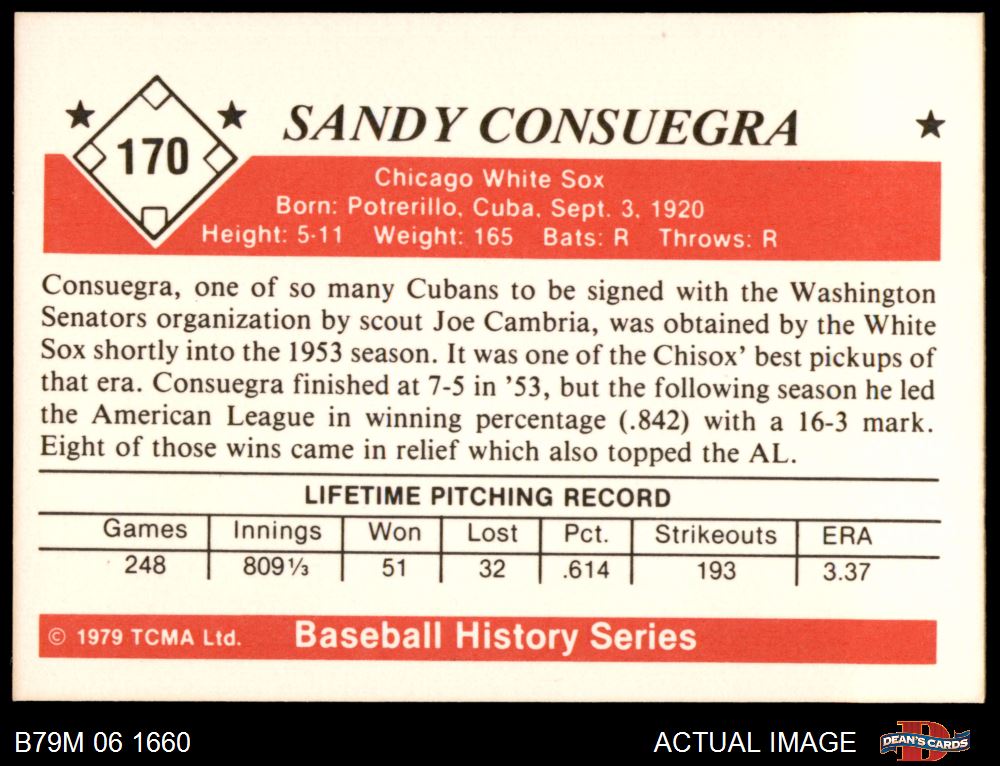 170
SANDY CONSUEGRA
Chicago White Sox
Born: Potrerillo, Cuba, Sept. 3, 1920
Height: 5-11 Weight: 165 Bats: R Throws: R
Consuegra, one of so many Cubans to be signed with the Washington
Senators organization by scout Joe Cambria, was obtained by the White
Sox shortly into the 1953 season. It was one of the Chisox' best pickups of
that era. Consuegra finished at 7-5 in '53, but the following season he led
the American League in winning percentage (.842) with a 16-3 mark.
Eight of those wins came in relief which also topped the AL.
LIFETIME PITCHING RECORD
Games Innings Won Lost Pct. Strikeouts ERA
248 809⅓ 51 32 .614 193 3.37
© 1979 TCMA Ltd. Baseball History Series
B79M 06 1660 ACTUAL IMAGE D DEAN'S CARDS